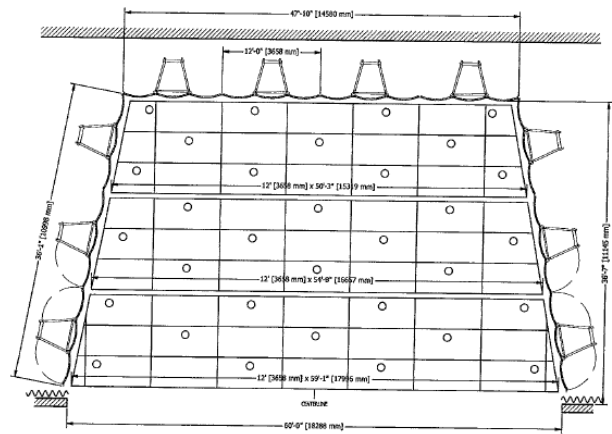 47'-10" [14580 mm]
12'-0" [3658 mm]
12' [3658 mm] x 50'-3" [15319 mm]
36'-1" [10998 mm]
36'-7" [11145 mm]
12' [3658 mm] x 54'-8" [16657 mm]
12' [3658 mm] x 59'-1" [17996 mm]
CENTERLINE
60'-0" [18288 mm]